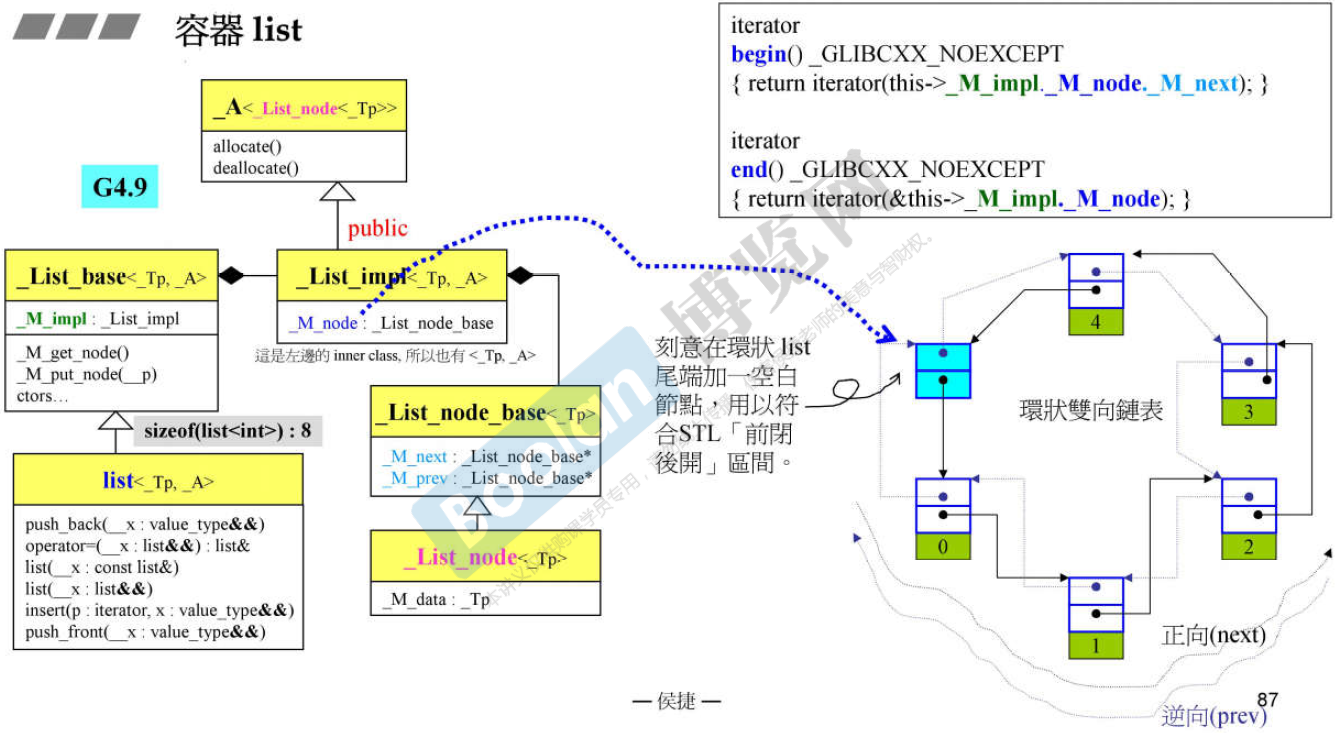 容器 list
iterator
begin() _GLIBCXX_NOEXCEPT
{ return iterator(this->_M_impl._M_node._M_next); }
iterator
end() _GLIBCXX_NOEXCEPT
{ return iterator(&this->_M_impl._M_node); }
_A<_List_node<_Tp>>
allocate()
deallocate()
G4.9
public
_List_base<_Tp, _A>
_M_impl : _List_impl
_M_get_node()
_M_put_node(__p)
ctors…
_List_impl<_Tp, _A>
_M_node : _List_node_base
這是左邊的 inner class, 所以也有 <_Tp, _A>
_List_node_base<_Tp>
_M_next : _List_node_base*
_M_prev : _List_node_base*
_List_node<_Tp>
_M_data : _Tp
sizeof(list<int>) : 8
list<_Tp, _A>
push_back(__x : value_type&&)
operator=(__x : list&&) : list&
list(__x : const list&)
list(__x : list&&)
insert(p : iterator, x : value_type&&)
push_front(__x : value_type&&)
刻意在環狀 list
尾端加一空白
節點，用以符
合STL「前閉
後開」區間。
環狀雙向鏈表
4
3
0
2
1
正向(next)
逆向(prev)
— 侯捷 —
87
Boolan
博览网